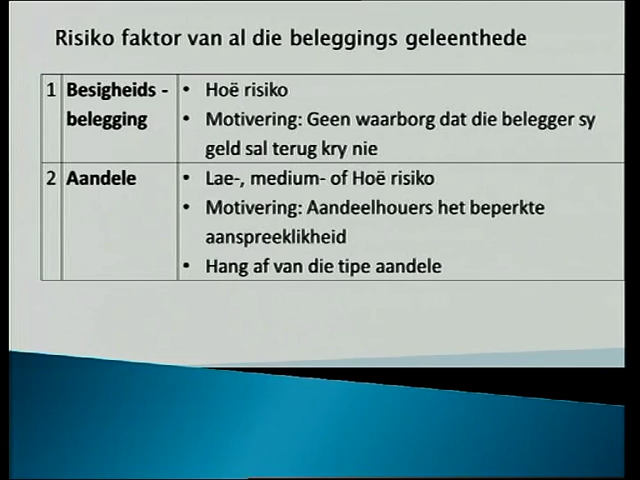 Risiko faktor van al die beleggings geleenthede
1 Besigheids - belegging
• Hoë risiko
• Motivering: Geen waarborg dat die belegger sy
geld sal terug kry nie
2 Aandele
• Lae-, medium- of Hoë risiko
• Motivering: Aandeelhouers het beperkte
aanspreeklikheid
• Hang af van die tipe aandele